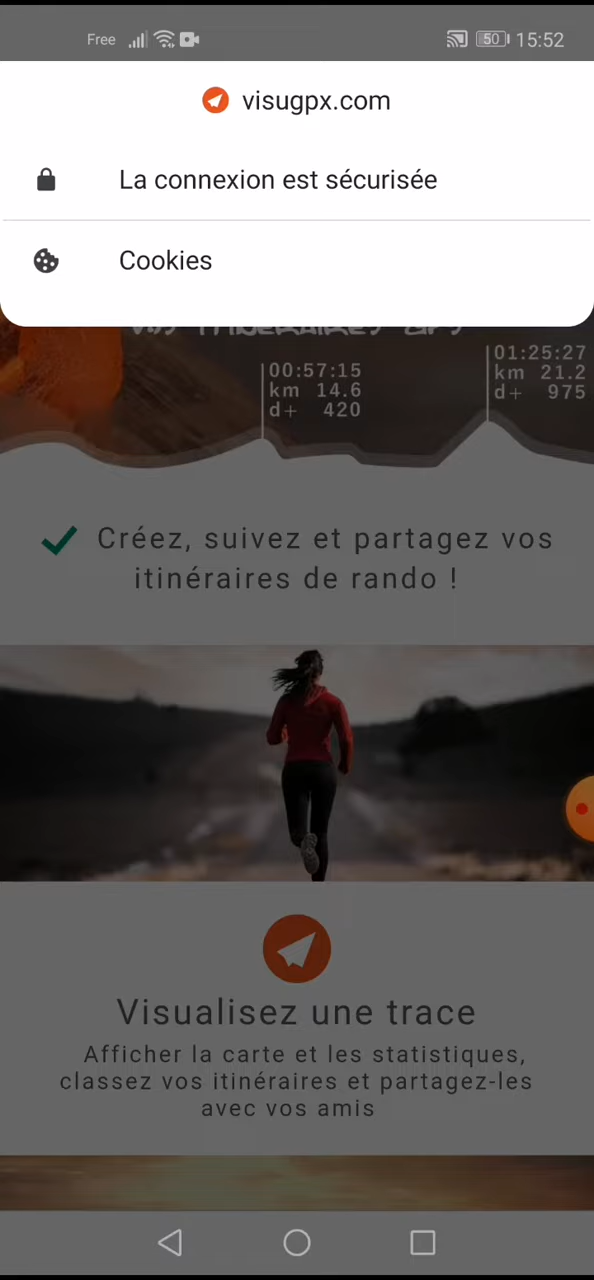 Free 50 15:52
visugpx.com
La connexion est sécurisée
Cookies
00:57:15
km 14.6
d+ 420
01:25:27
km 21.2
d+ 975
Créez, suivez et partagez vos
itinéraires de rando !
Visualisez une trace
Afficher la carte et les statistiques,
classez vos itinéraires et partagez-les
avec vos amis